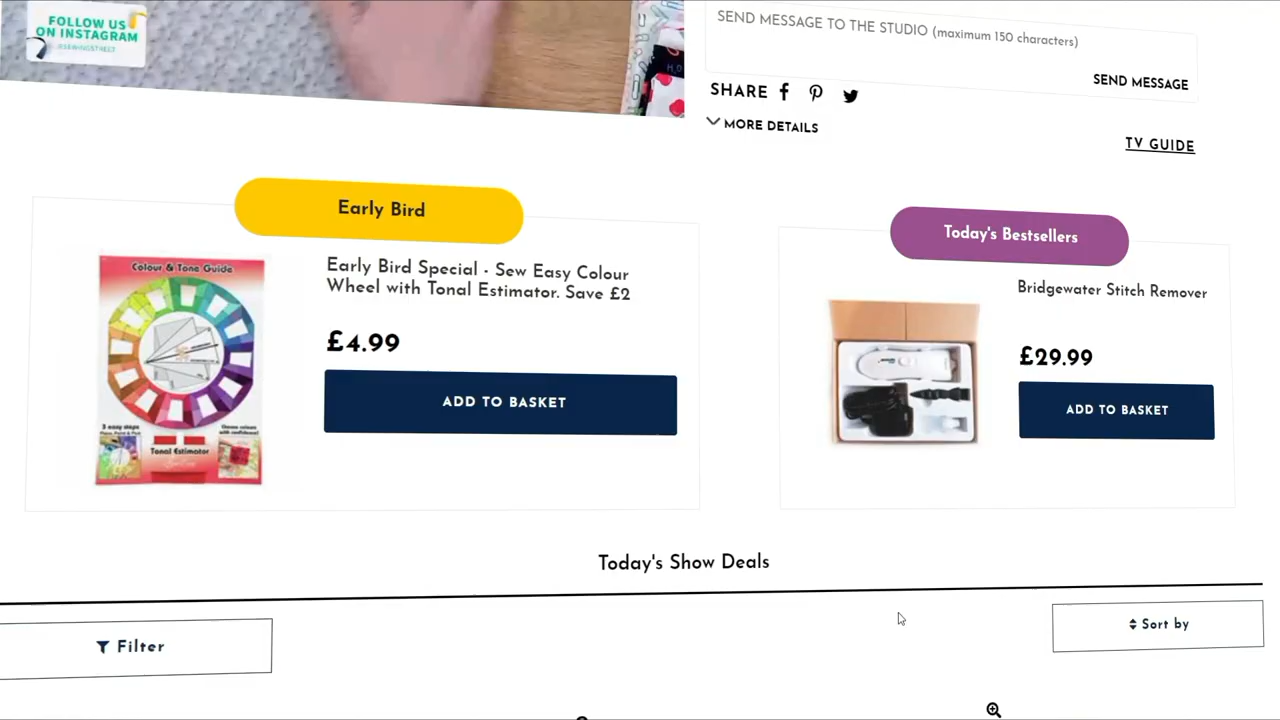 FOLLOW US
ON INSTAGRAM
@SEWINGSTREET
SEND MESSAGE TO THE STUDIO (maximum 150 characters)
SEND MESSAGE
SHARE
MORE DETAILS
TV GUIDE
Early Bird
Colour & Tone Guide
3 easy steps
Tonal Estimator
Early Bird Special - Sew Easy Colour
Wheel with Tonal Estimator. Save £2
£4.99
ADD TO BASKET
Today's Bestsellers
Bridgewater Stitch Remover
£29.99
ADD TO BASKET
Today's Show Deals
Filter
Sort by